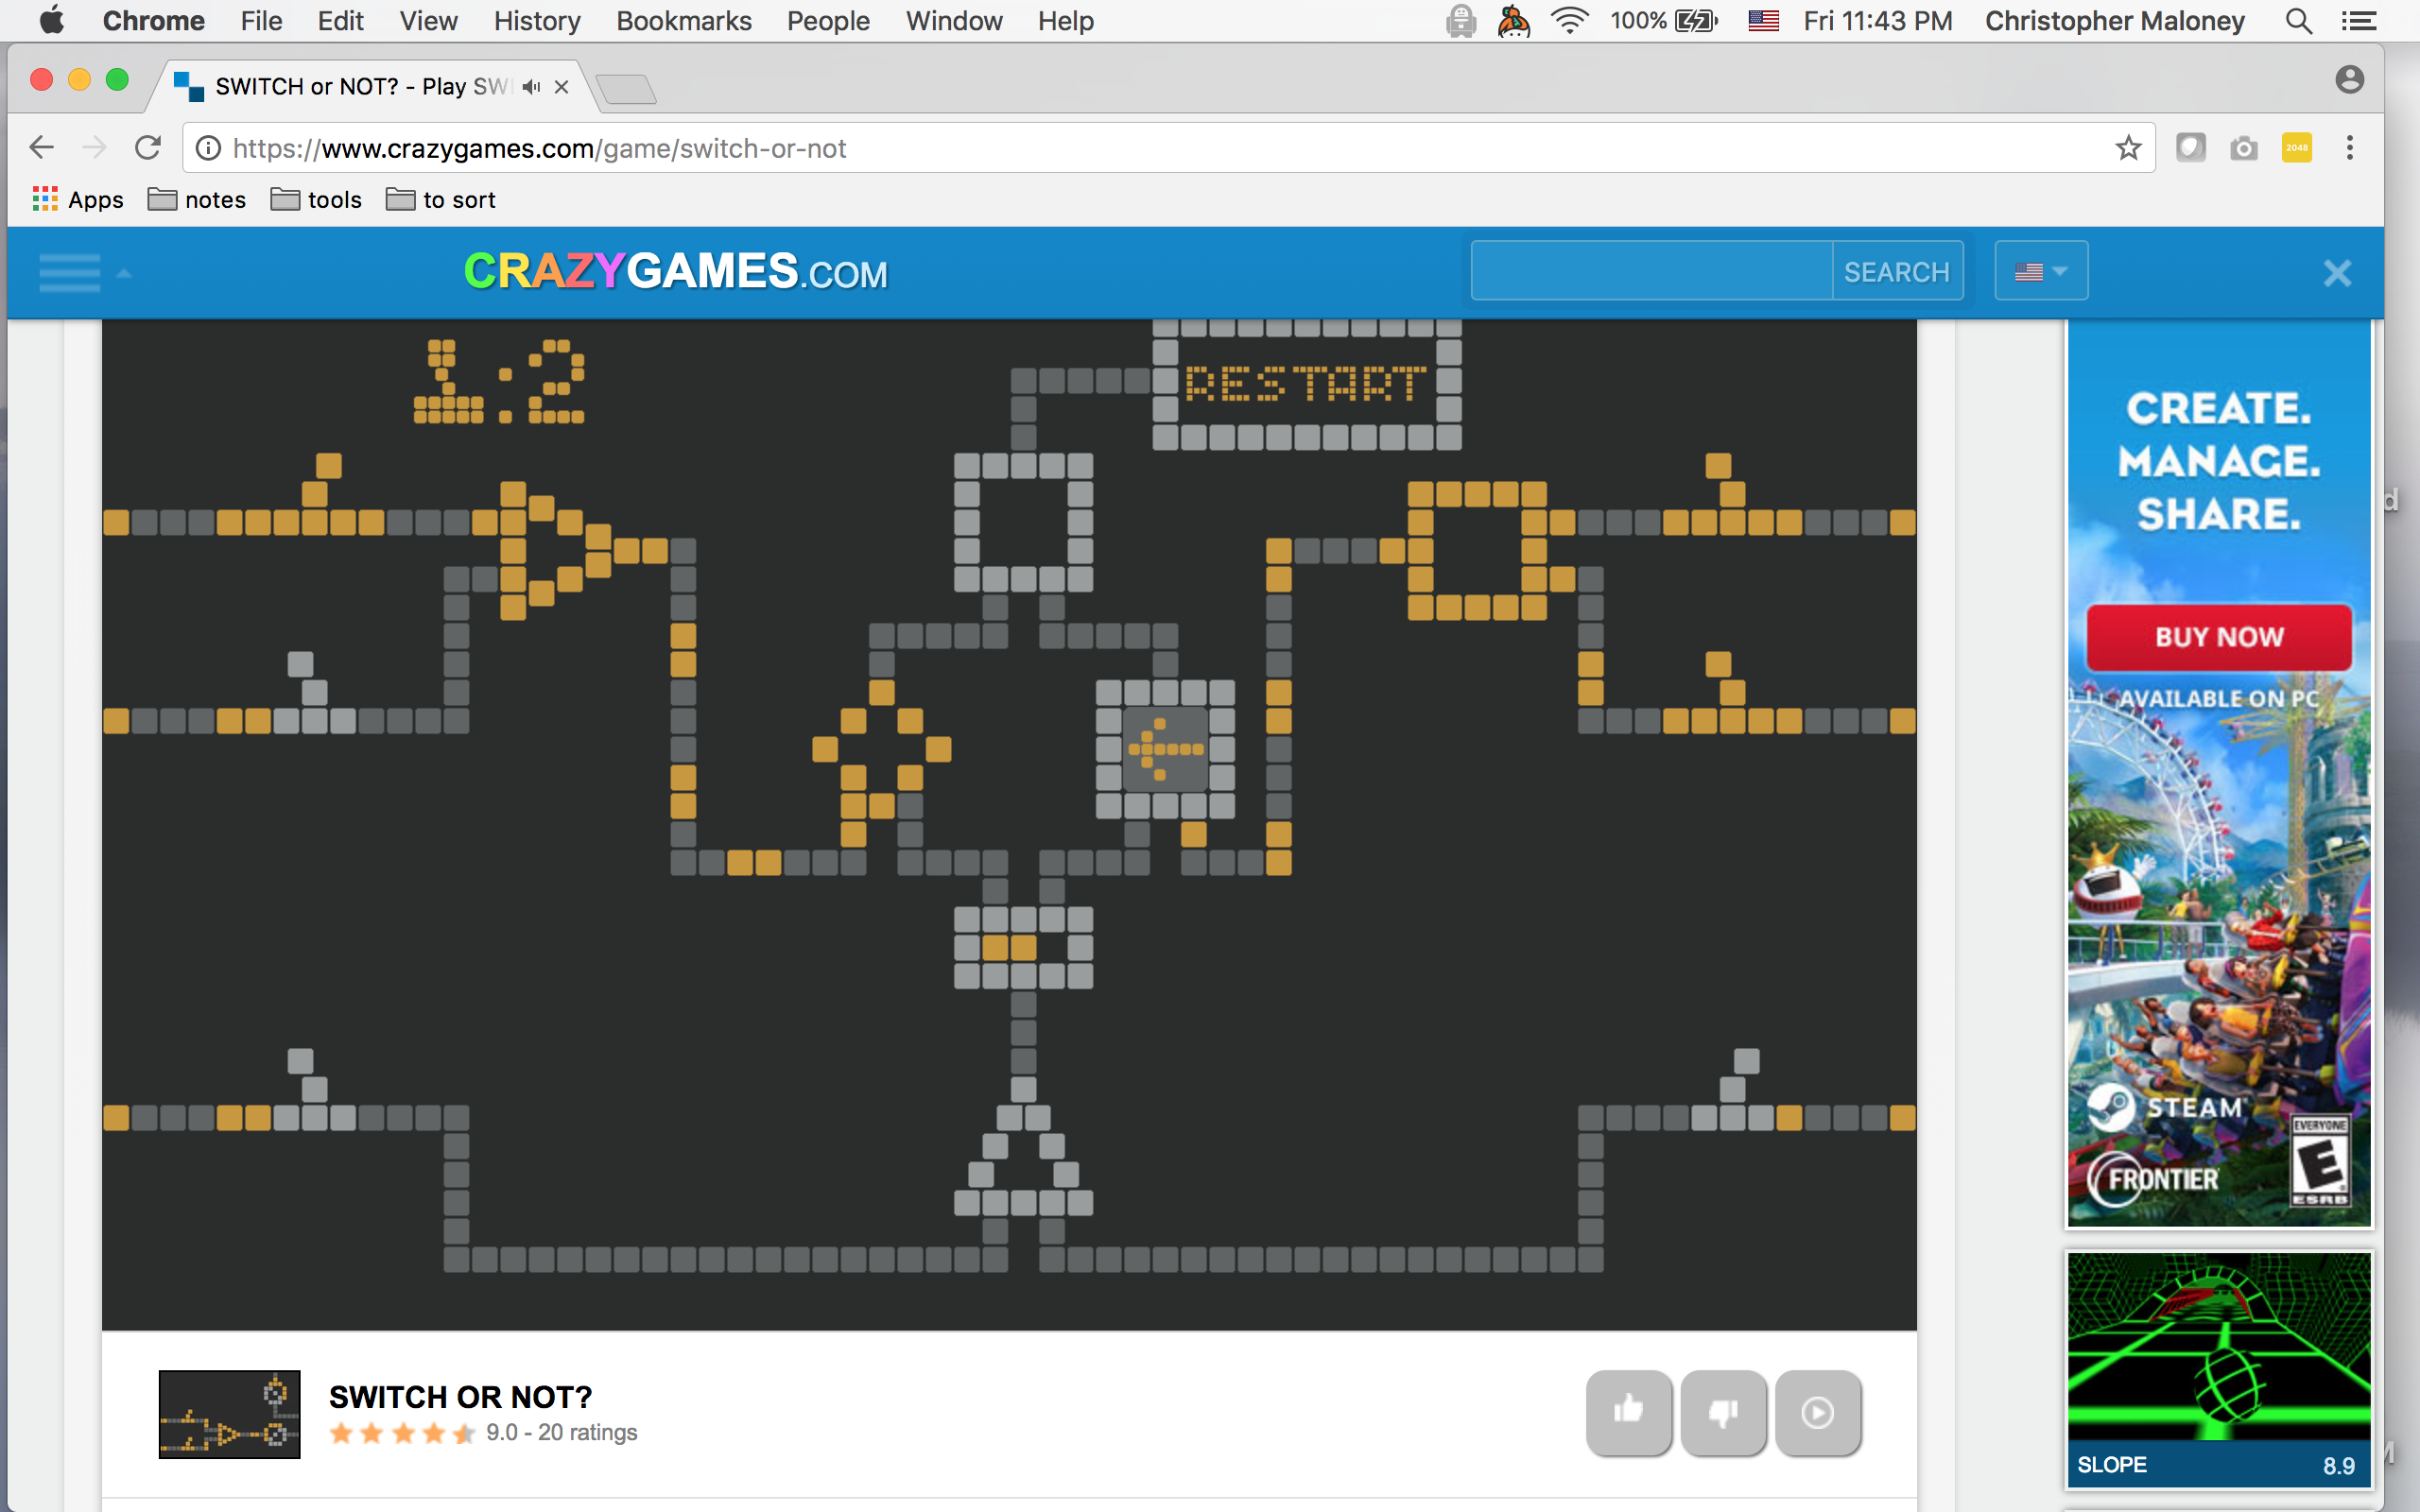 Chrome File Edit View History Bookmarks People Window Help 100% Fri 11:43 PM Christopher Maloney
SWITCH or NOT? - Play SW
https://www.crazygames.com/game/switch-or-not
2048
Apps notes tools to sort
CRAZYGAMES.COM
SEARCH
1:2
RESTART
CREATE.
MANAGE.
SHARE.
BUY NOW
AVAILABLE ON PC
STEAM
FRONTIER
EVERYONE
E
ESRB
SWITCH OR NOT?
9.0 - 20 ratings
SLOPE 8.9